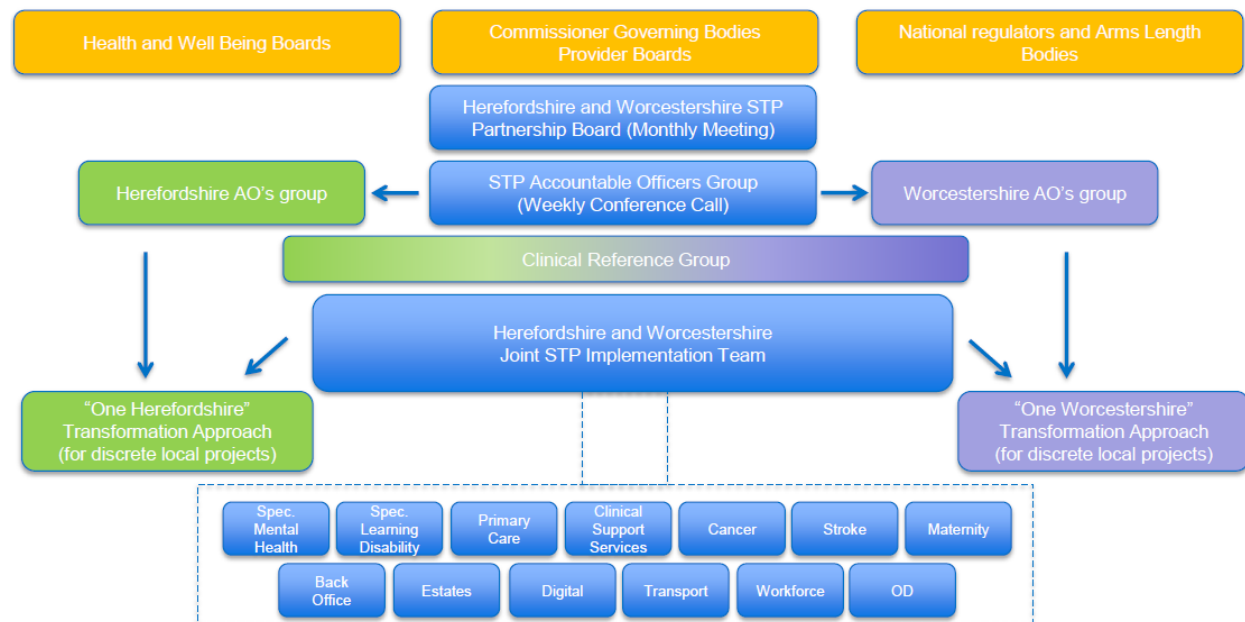 Health and Well Being Boards
Commissioner Governing Bodies
Provider Boards
National regulators and Arms Length
Bodies
Herefordshire and Worcestershire STP
Partnership Board (Monthly Meeting)
Herefordshire AO's group
STP Accountable Officers Group
(Weekly Conference Call)
Worcestershire AO's group
Clinical Reference Group
Herefordshire and Worcestershire
Joint STP Implementation Team
“One Herefordshire”
Transformation Approach
(for discrete local projects)
“One Worcestershire”
Transformation Approach
(for discrete local projects)
Spec.
Mental
Health
Spec.
Learning
Disability
Primary
Care
Clinical
Support
Services
Cancer
Stroke
Maternity
Back
Office
Estates
Digital
Transport
Workforce
OD